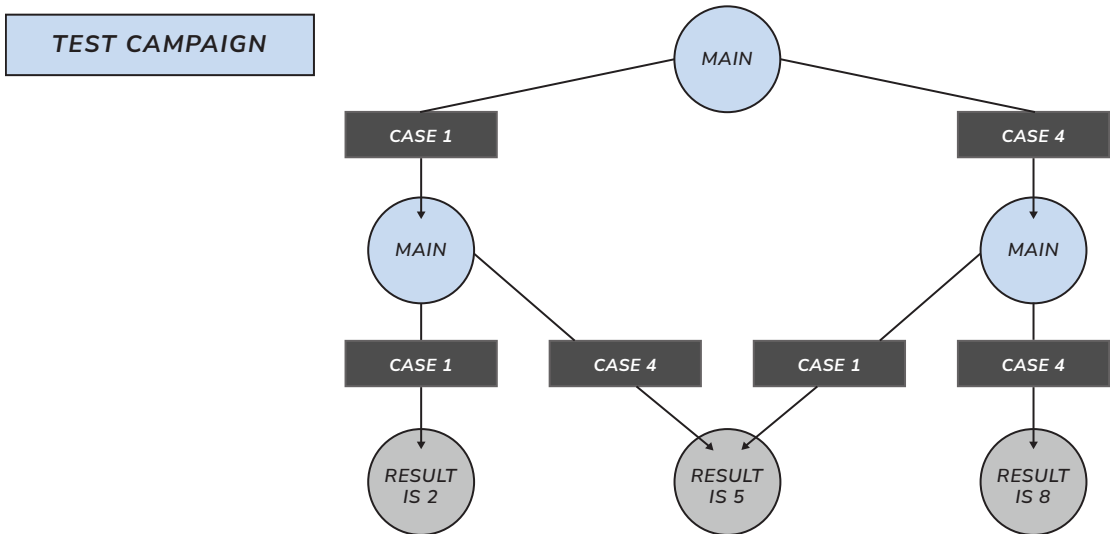 TEST CAMPAIGN
MAIN
CASE 1
CASE 4
MAIN
MAIN
CASE 1
CASE 4
CASE 1
CASE 4
RESULT
IS 2
RESULT
IS 5
RESULT
IS 8